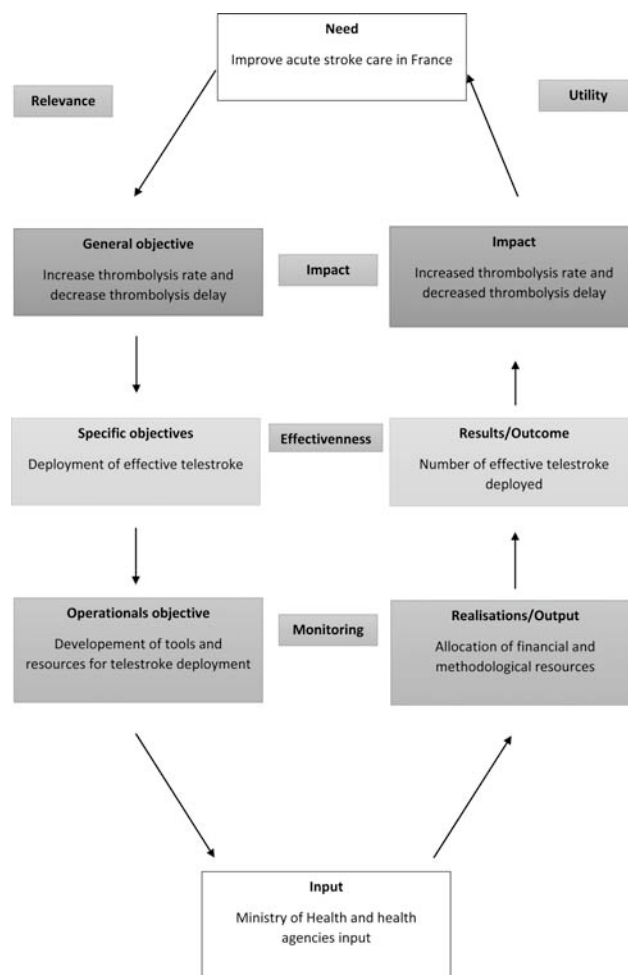 Need
Improve acute stroke care in France
Relevance
Utility
General objective
Increase thrombolysis rate and
decrease thrombolysis delay
Impact
Impact
Increased thrombolysis rate and
decreased thrombolysis delay
Specific objectives
Deployment of effective telestroke
Effectiveness
Results/Outcome
Number of effective telestroke
deployed
Operationals objective
Developement of tools and
resources for telestroke deployment
Monitoring
Realisations/Output
Allocation of financial and
methodological resources
Input
Ministry of Health and health
agencies input